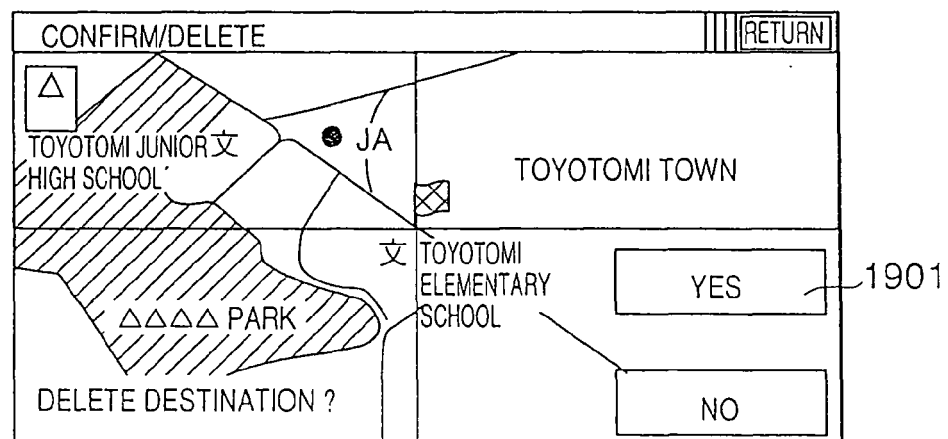 CONFIRM/DELETE
RETURN
△
TOYOTOMI JUNIOR 文
HIGH SCHOOL
JA
TOYOTOMI TOWN
文 TOYOTOMI
ELEMENTARY
SCHOOL
YES
1901
△△△△ PARK
DELETE DESTINATION ?
NO